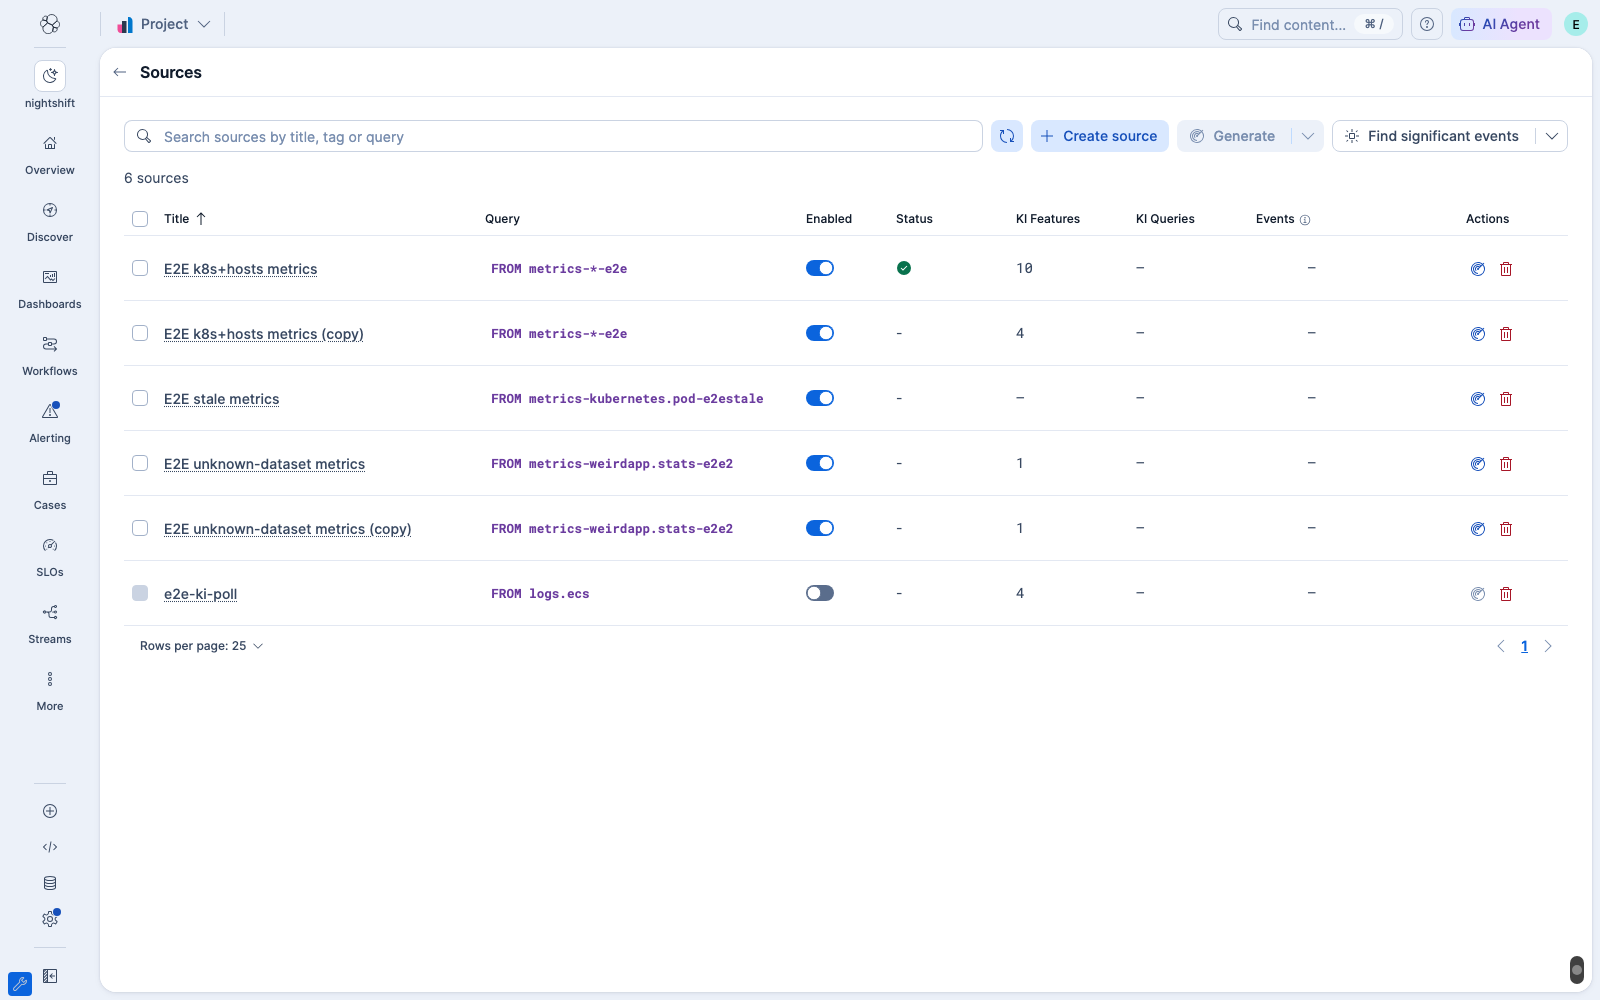 Project
Find content...
⌘ /
AI Agent
E
nightshift
Overview
Discover
Dashboards
Workflows
Alerting
Cases
SLOs
Streams
More
Sources
Search sources by title, tag or query
Create source
Generate
Find significant events
6 sources
Title Query Enabled Status KI Features KI Queries Events Actions
E2E k8s+hosts metrics FROM metrics-*-e2e 10 — —
E2E k8s+hosts metrics (copy) FROM metrics-*-e2e - 4 — —
E2E stale metrics FROM metrics-kubernetes.pod-e2estale - — — —
E2E unknown-dataset metrics FROM metrics-weirdapp.stats-e2e2 - 1 — —
E2E unknown-dataset metrics (copy) FROM metrics-weirdapp.stats-e2e2 - 1 — —
e2e-ki-poll FROM logs.ecs - 4 — —
Rows per page: 25
1